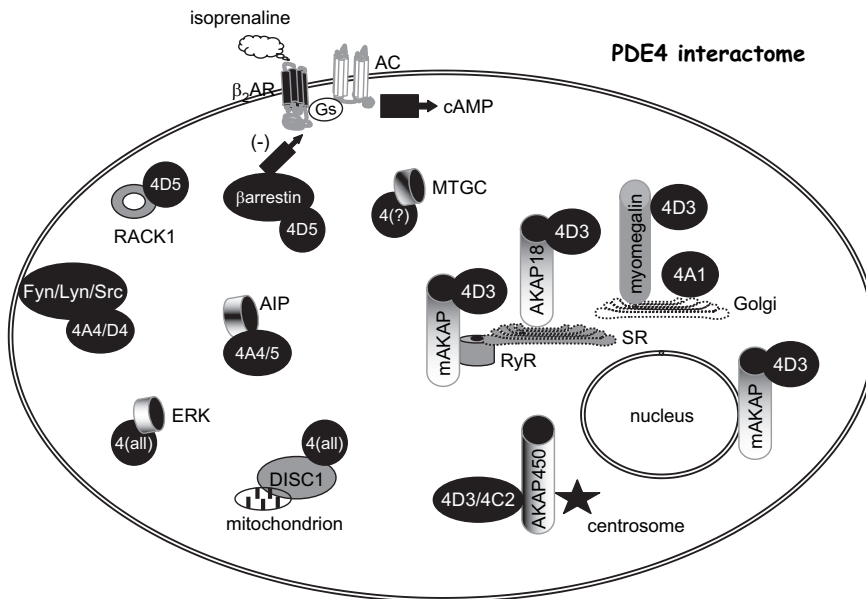 isoprenaline
PDE4 interactome
AC
β2AR
Gs
cAMP
(-)
4D5
RACK1
βarrestin
4D5
MTGC
4(?)
4D3
AKAP18
myomegalin
4D3
4A1
Golgi
Fyn/Lyn/Src
4A4/D4
AIP
4A4/5
4D3
mAKAP
RyR
SR
nucleus
4D3
mAKAP
ERK
4(all)
4(all)
DISC1
mitochondrion
4D3/4C2
AKAP450
centrosome